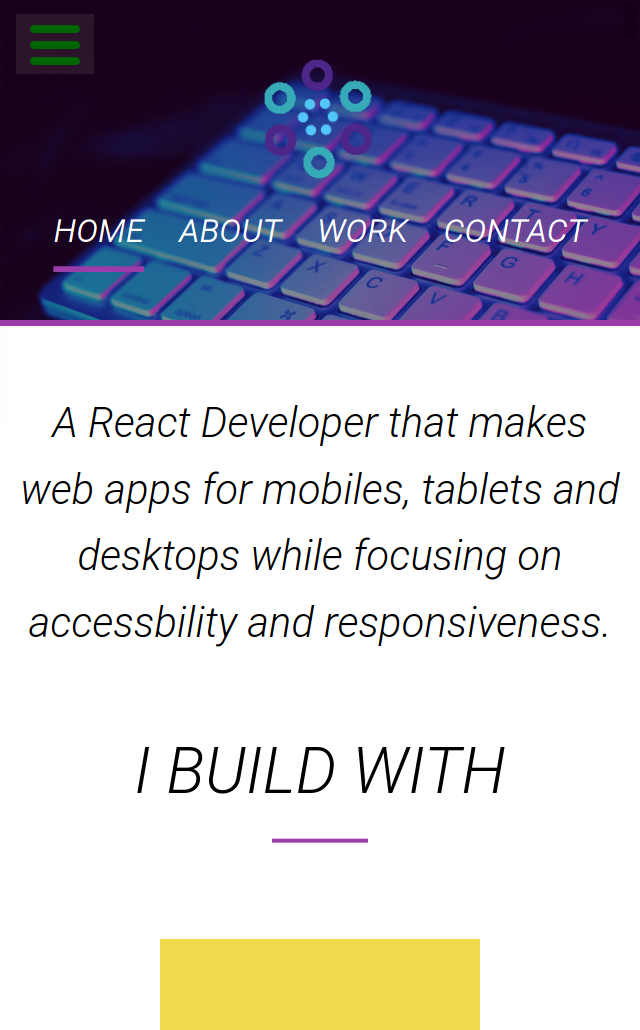 HOME ABOUT WORK CONTACT
A React Developer that makes
web apps for mobiles, tablets and
desktops while focusing on
accessbility and responsiveness.
I BUILD WITH